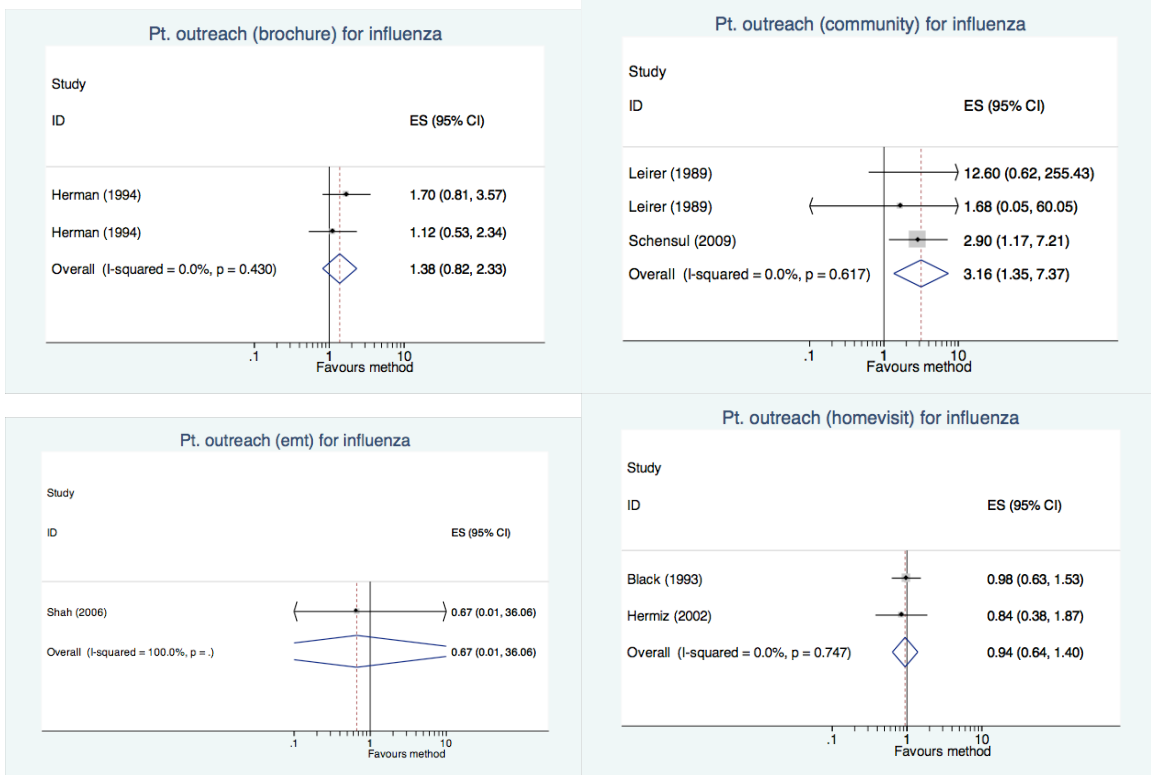 Pt. outreach (brochure) for influenza
Study
ID ES (95% CI)
Herman (1994) 1.70 (0.81, 3.57)
Herman (1994) 1.12 (0.53, 2.34)
Overall (I-squared = 0.0%, p = 0.430) 1.38 (0.82, 2.33)
.1 1 10
Favours method
Pt. outreach (community) for influenza
Study
ID ES (95% CI)
Leirer (1989) 12.60 (0.62, 255.43)
Leirer (1989) 1.68 (0.05, 60.05)
Schensul (2009) 2.90 (1.17, 7.21)
Overall (I-squared = 0.0%, p = 0.617) 3.16 (1.35, 7.37)
.1 1 10
Favours method
Pt. outreach (emt) for influenza
Study
ID ES (95% CI)
Shah (2006) 0.67 (0.01, 36.06)
Overall (I-squared = 100.0%, p = .) 0.67 (0.01, 36.06)
.1 1 10
Favours method
Pt. outreach (homevisit) for influenza
Study
ID ES (95% CI)
Black (1993) 0.98 (0.63, 1.53)
Hermiz (2002) 0.84 (0.38, 1.87)
Overall (I-squared = 0.0%, p = 0.747) 0.94 (0.64, 1.40)
.1 1 10
Favours method